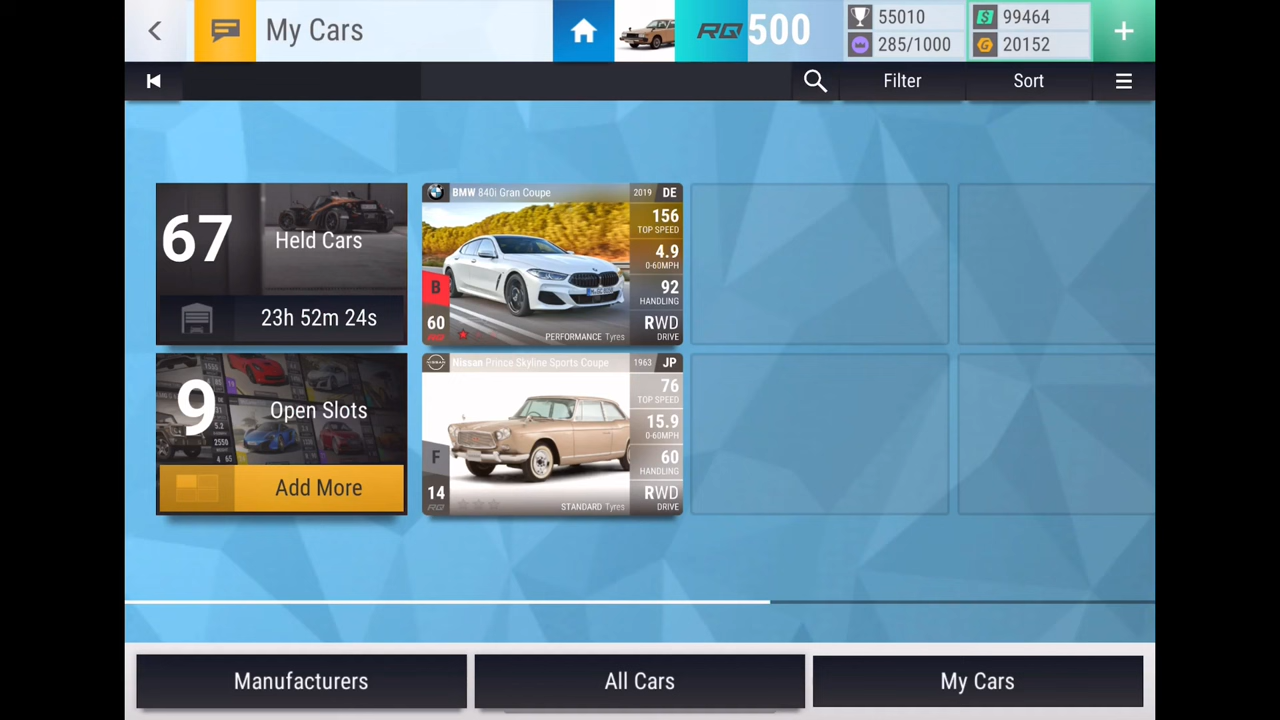 My Cars
RQ 500
55010
285/1000
99464
20152
+
Filter
Sort
67
Held Cars
23h 52m 24s
9
Open Slots
Add More
BMW 840i Gran Coupe
2019
DE
156
TOP SPEED
4.9
0-60MPH
92
HANDLING
RWD
DRIVE
B
60
RQ
PERFORMANCE Tyres
Nissan Prince Skyline Sports Coupe
1963
JP
76
TOP SPEED
15.9
0-60MPH
60
HANDLING
RWD
DRIVE
F
14
RQ
STANDARD Tyres
Manufacturers
All Cars
My Cars